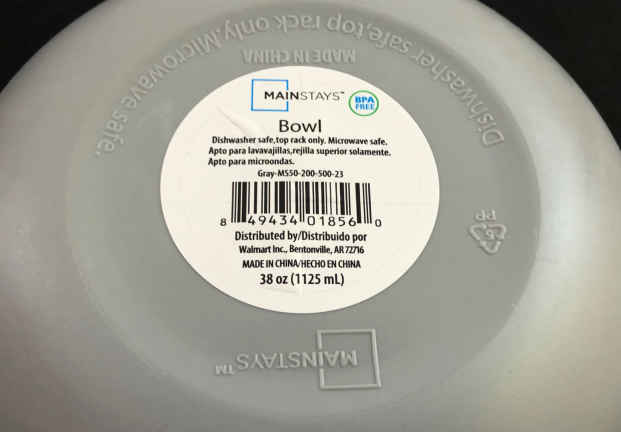 Dishwasher safe,top rack only.Microwave safe.
MADE IN CHINA
MAINSTAYS™
BPA
FREE
Bowl
Dishwasher safe,top rack only. Microwave safe.
Apto para lavavajillas,rejilla superior solamente.
Apto para microondas.
Gray-MS50-200-500-23
8 49434 01856 0
Distributed by/Distribuido por
Walmart Inc., Bentonville, AR 72716
MADE IN CHINA/HECHO EN CHINA
38 oz (1125 mL)
5
PP
MAINSTAYS™